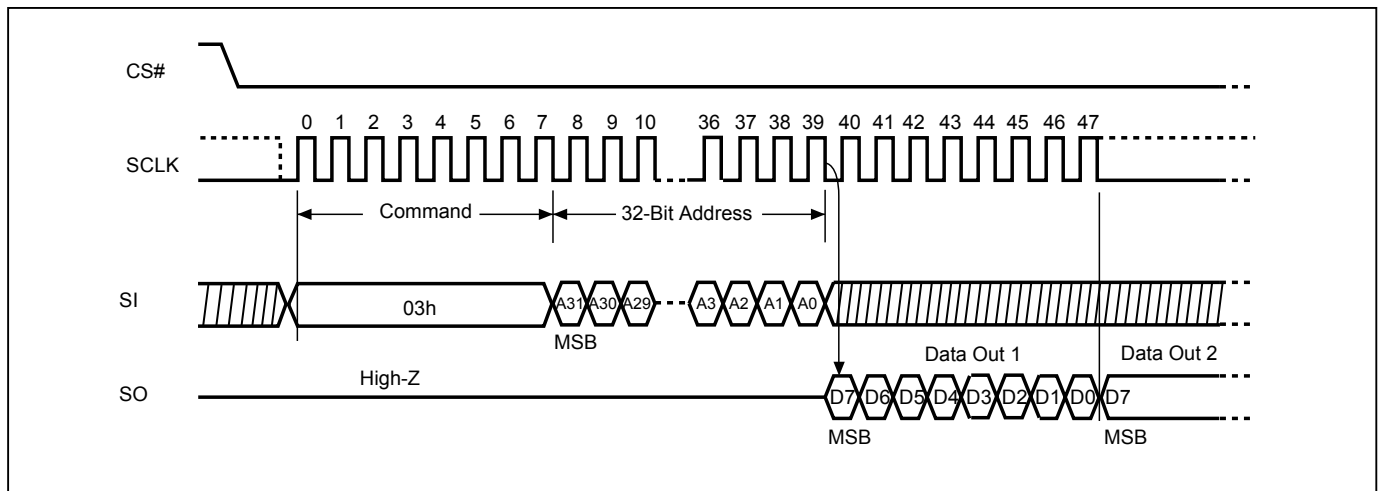 CS#
0 1 2 3 4 5 6 7 8 9 10 36 37 38 39 40 41 42 43 44 45 46 47
SCLK
Command 32-Bit Address
SI 03h A31 A30 A29 A3 A2 A1 A0
MSB
Data Out 1 Data Out 2
High-Z
SO D7 D6 D5 D4 D3 D2 D1 D0 D7
MSB MSB